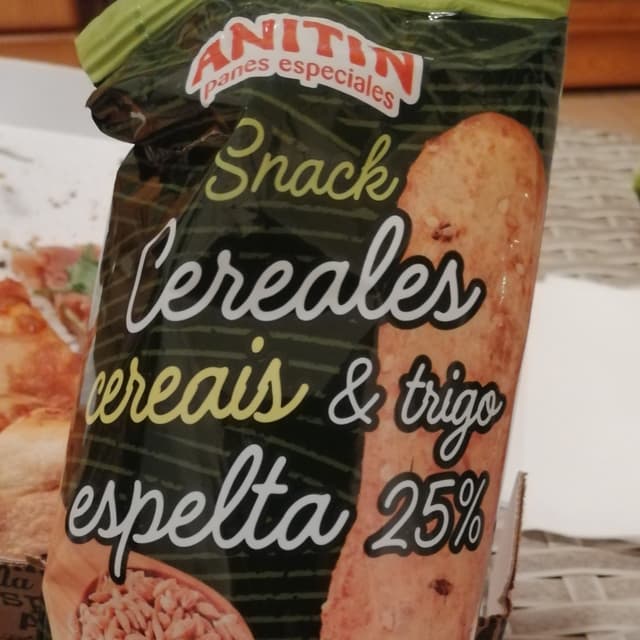 ANITIN
panes especiales
Snack
Cereales
cereais & trigo
espelta 25%